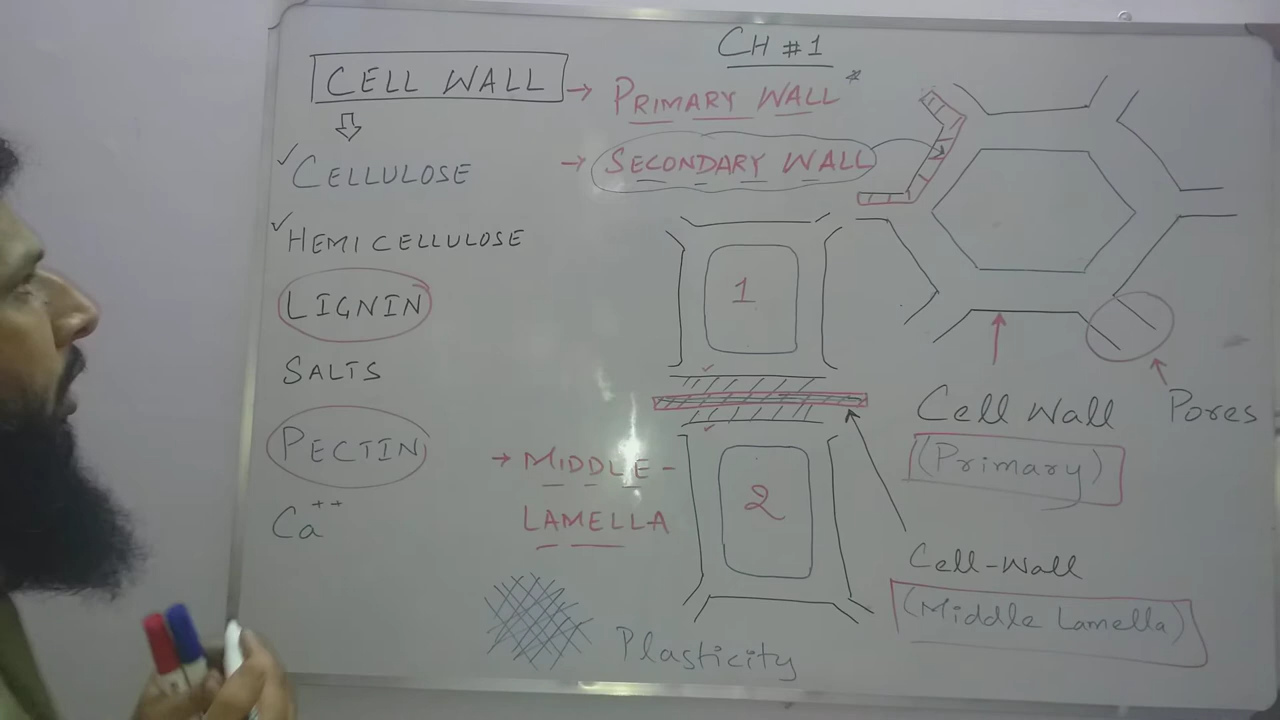 CH #1
CELL WALL
→ PRIMARY WALL *
→ SECONDARY WALL
CELLULOSE
HEMICELLULOSE
LIGNIN
SALTS
PECTIN
Ca++
→ MIDDLE-
LAMELLA
Plasticity
1
2
Cell Wall
(Primary)
Pores
Cell-Wall
(Middle Lamella)